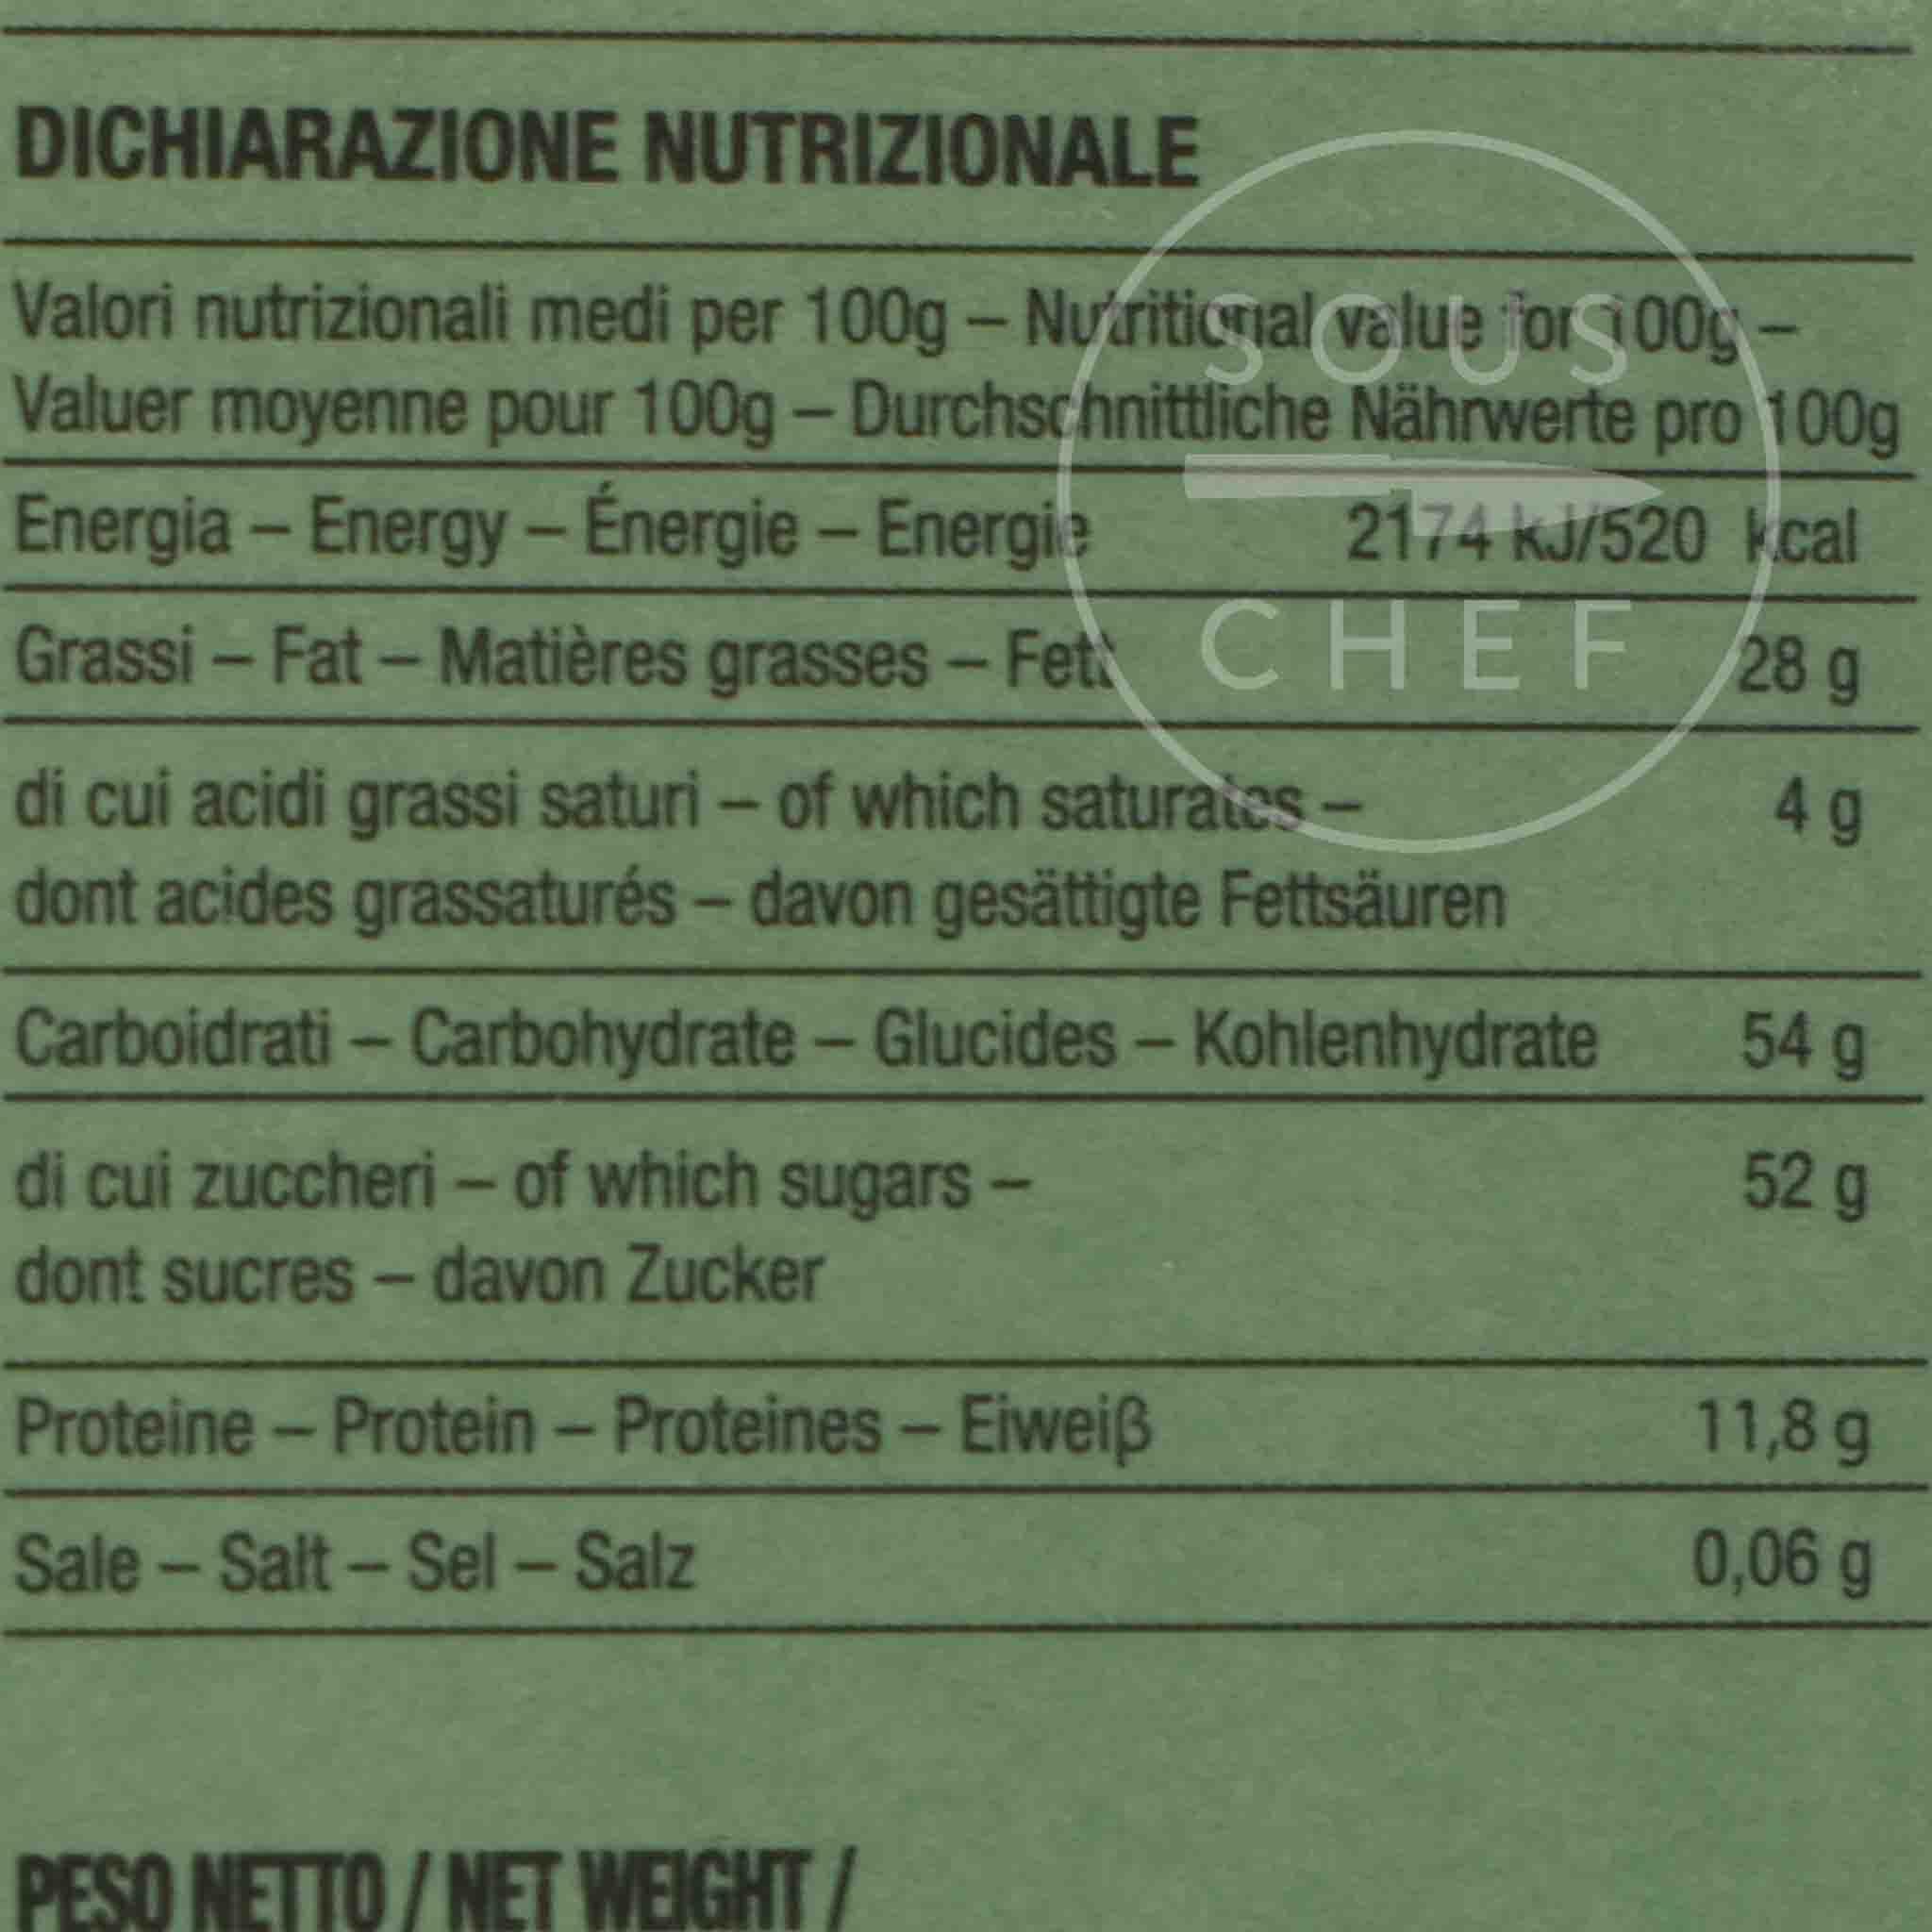 DICHIARAZIONE NUTRIZIONALE
Valori nutrizionali medi per 100g – Nutritional value for 100g –
Valuer moyenne pour 100g – Durchschnittliche Nährwerte pro 100g
Energia – Energy – Énergie – Energie 2174 kJ/520 kcal
Grassi – Fat – Matières grasses – Fett 28 g
di cui acidi grassi saturi – of which saturates – 4 g
dont acides grassaturés – davon gesättigte Fettsäuren
Carboidrati – Carbohydrate – Glucides – Kohlenhydrate 54 g
di cui zuccheri – of which sugars – 52 g
dont sucres – davon Zucker
Proteine – Protein – Proteines – Eiweiß 11,8 g
Sale – Salt – Sel – Salz 0,06 g
PESO NETTO / NET WEIGHT /
SOUS
CHEF